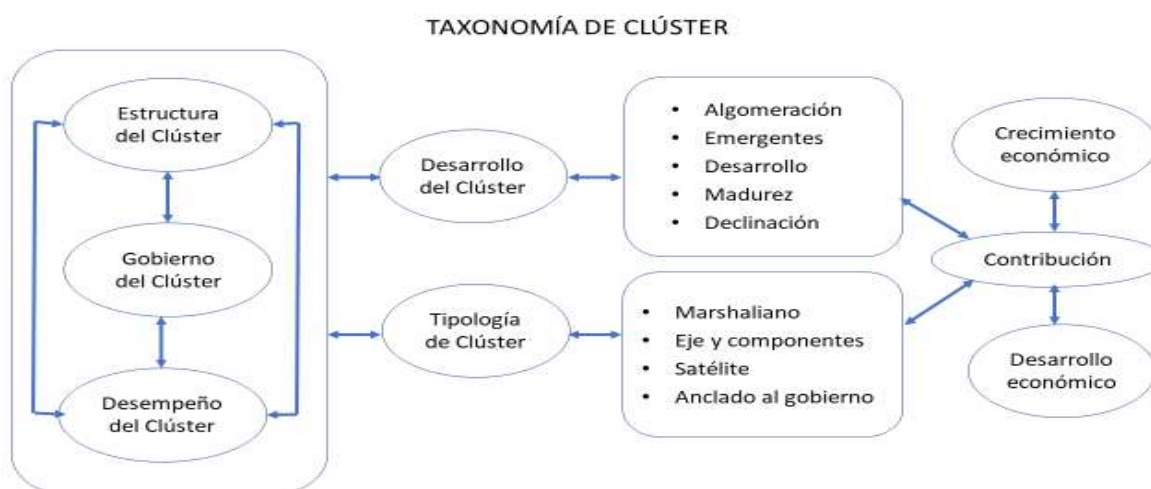 TAXONOMÍA DE CLÚSTER
Estructura
del Clúster
Gobierno
del Clúster
Desempeño
del Clúster
Desarrollo
del Clúster
Tipología
de Clúster
• Algomeración
• Emergentes
• Desarrollo
• Madurez
• Declinación
• Marshaliano
• Eje y componentes
• Satélite
• Anclado al gobierno
Crecimiento
económico
Contribución
Desarrollo
económico